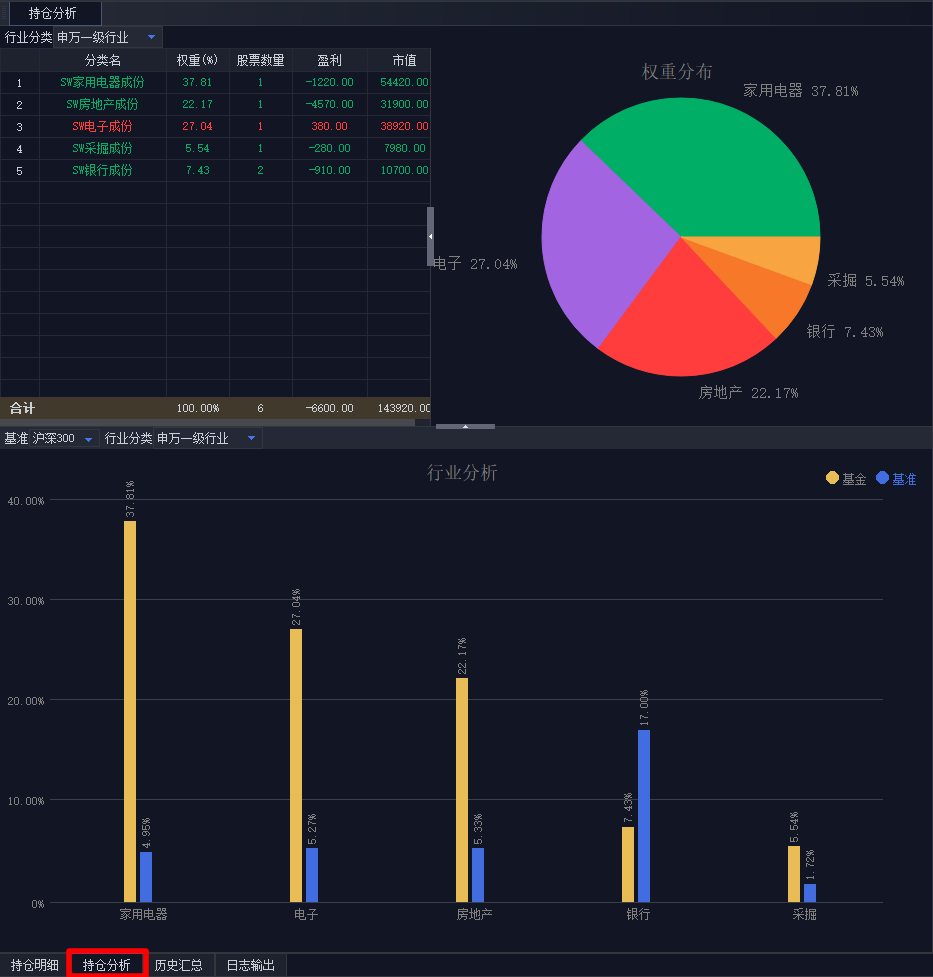 持仓分析
行业分类 申万一级行业
分类名 权重(%) 股票数量 盈利 市值
1 SW家用电器成份 37.81 1 -1220.00 54420.00
2 SW房地产成份 22.17 1 -4570.00 31900.00
3 SW电子成份 27.04 1 380.00 38920.00
4 SW采掘成份 5.54 1 -280.00 7980.00
5 SW银行成份 7.43 2 -910.00 10700.00
合计 100.00% 6 -6600.00 143920.00
权重分布
家用电器 37.81%
电子 27.04%
采掘 5.54%
银行 7.43%
房地产 22.17%
基准 沪深300 行业分类 申万一级行业
行业分析
基金 基准
40.00%
30.00%
20.00%
10.00%
0%
37.81%
4.95%
27.04%
5.27%
22.17%
5.33%
7.43%
17.00%
5.54%
1.72%
家用电器 电子 房地产 银行 采掘
持仓明细 持仓分析 历史汇总 日志输出